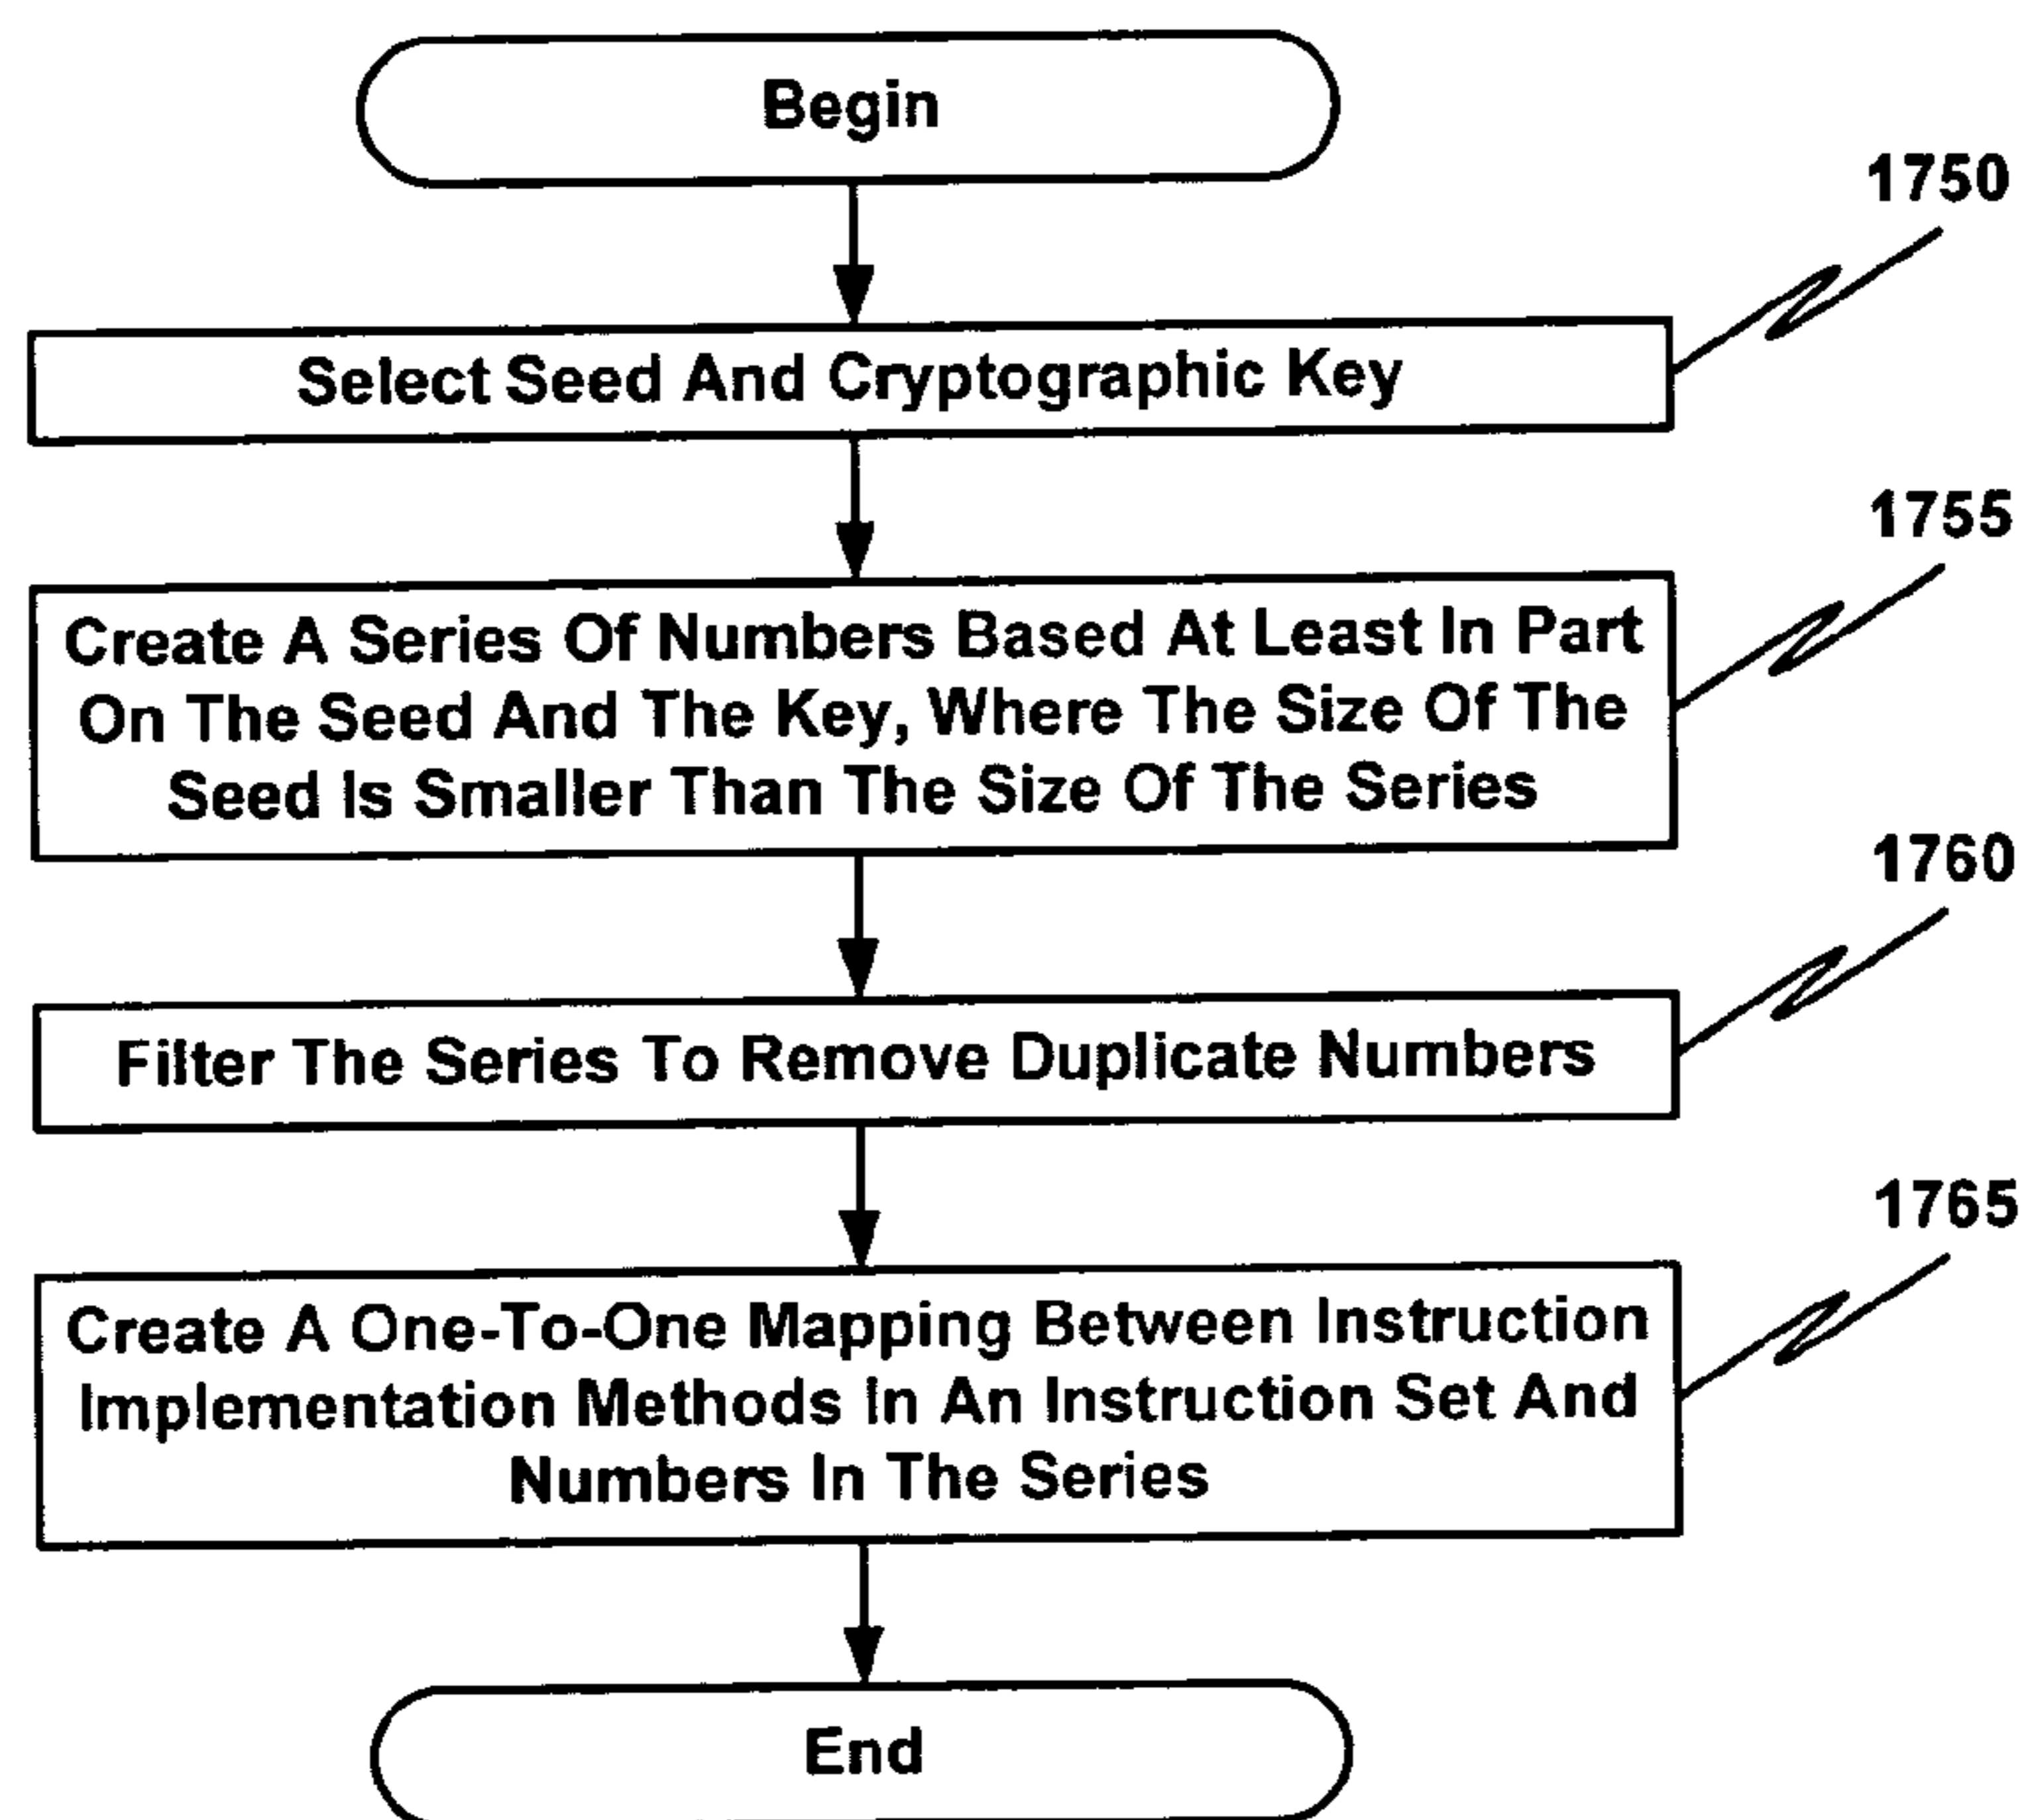 Begin
1750
Select Seed And Cryptographic Key
1755
Create A Series Of Numbers Based At Least In Part
On The Seed And The Key, Where The Size Of The
Seed Is Smaller Than The Size Of The Series
1760
Filter The Series To Remove Duplicate Numbers
1765
Create A One-To-One Mapping Between Instruction
Implementation Methods In An Instruction Set And
Numbers In The Series
End